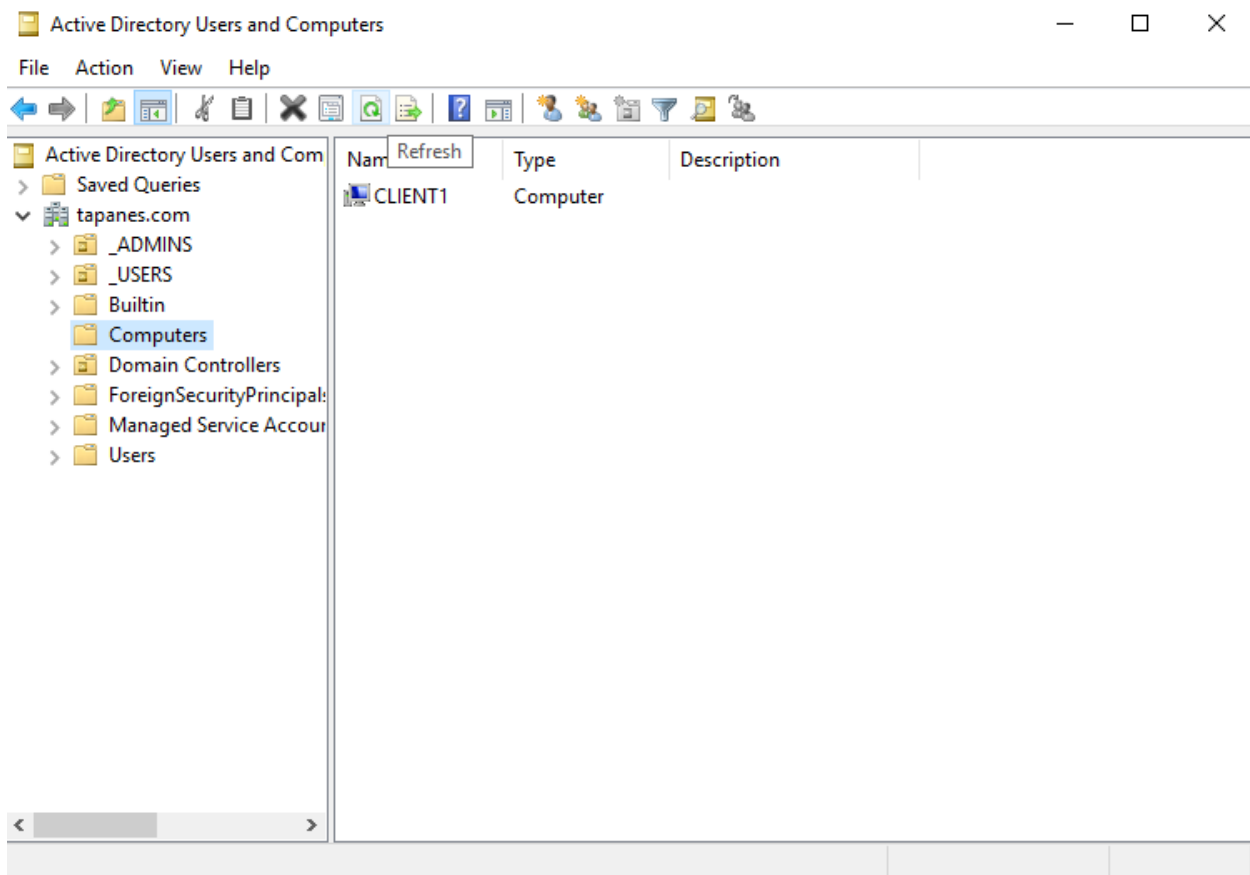 Active Directory Users and Computers
File Action View Help
Refresh
Active Directory Users and Com
Saved Queries
tapanes.com
_ADMINS
_USERS
Builtin
Computers
Domain Controllers
ForeignSecurityPrincipals
Managed Service Accour
Users
Nam Type Description
CLIENT1 Computer